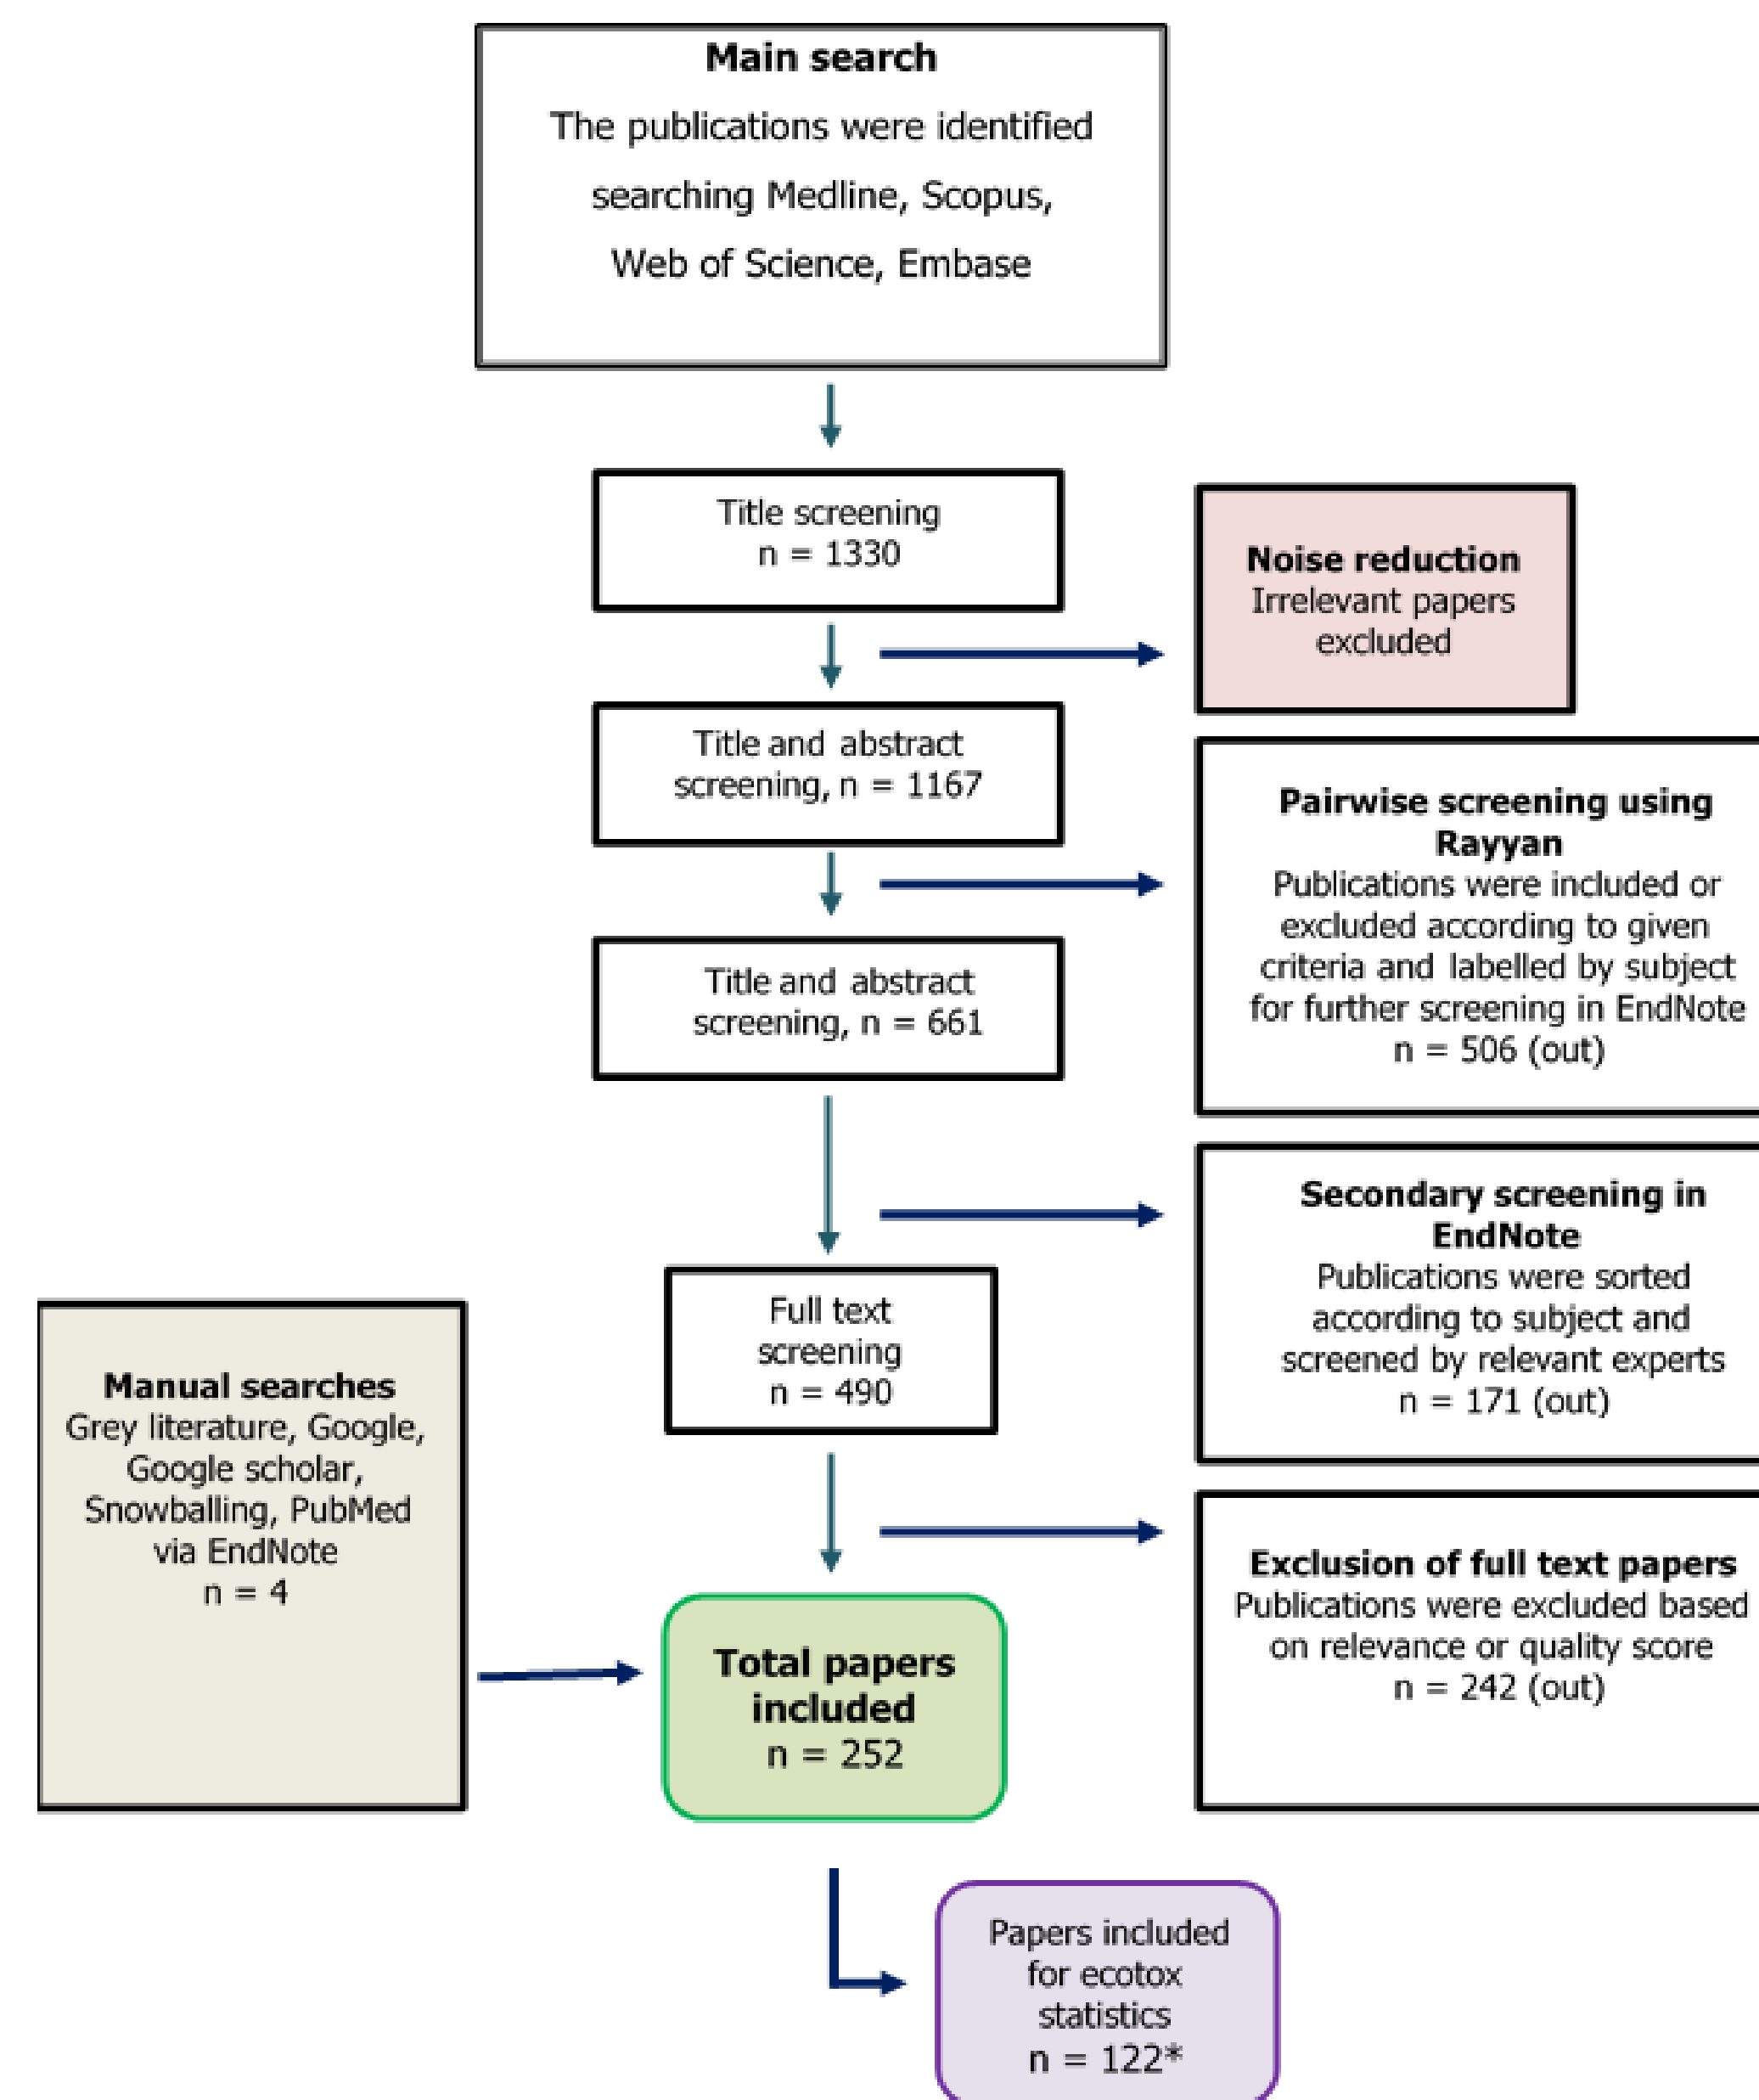 Main search
The publications were identified
searching Medline, Scopus,
Web of Science, Embase
Title screening
n = 1330
Noise reduction
Irrelevant papers
excluded
Title and abstract
screening, n = 1167
Pairwise screening using
Rayyan
Publications were included or
excluded according to given
criteria and labelled by subject
for further screening in EndNote
n = 506 (out)
Title and abstract
screening, n = 661
Secondary screening in
EndNote
Publications were sorted
according to subject and
screened by relevant experts
n = 171 (out)
Full text
screening
n = 490
Manual searches
Grey literature, Google,
Google scholar,
Snowballing, PubMed
via EndNote
n = 4
Exclusion of full text papers
Publications were excluded based
on relevance or quality score
n = 242 (out)
Total papers
included
n = 252
Papers included
for ecotox
statistics
n = 122*